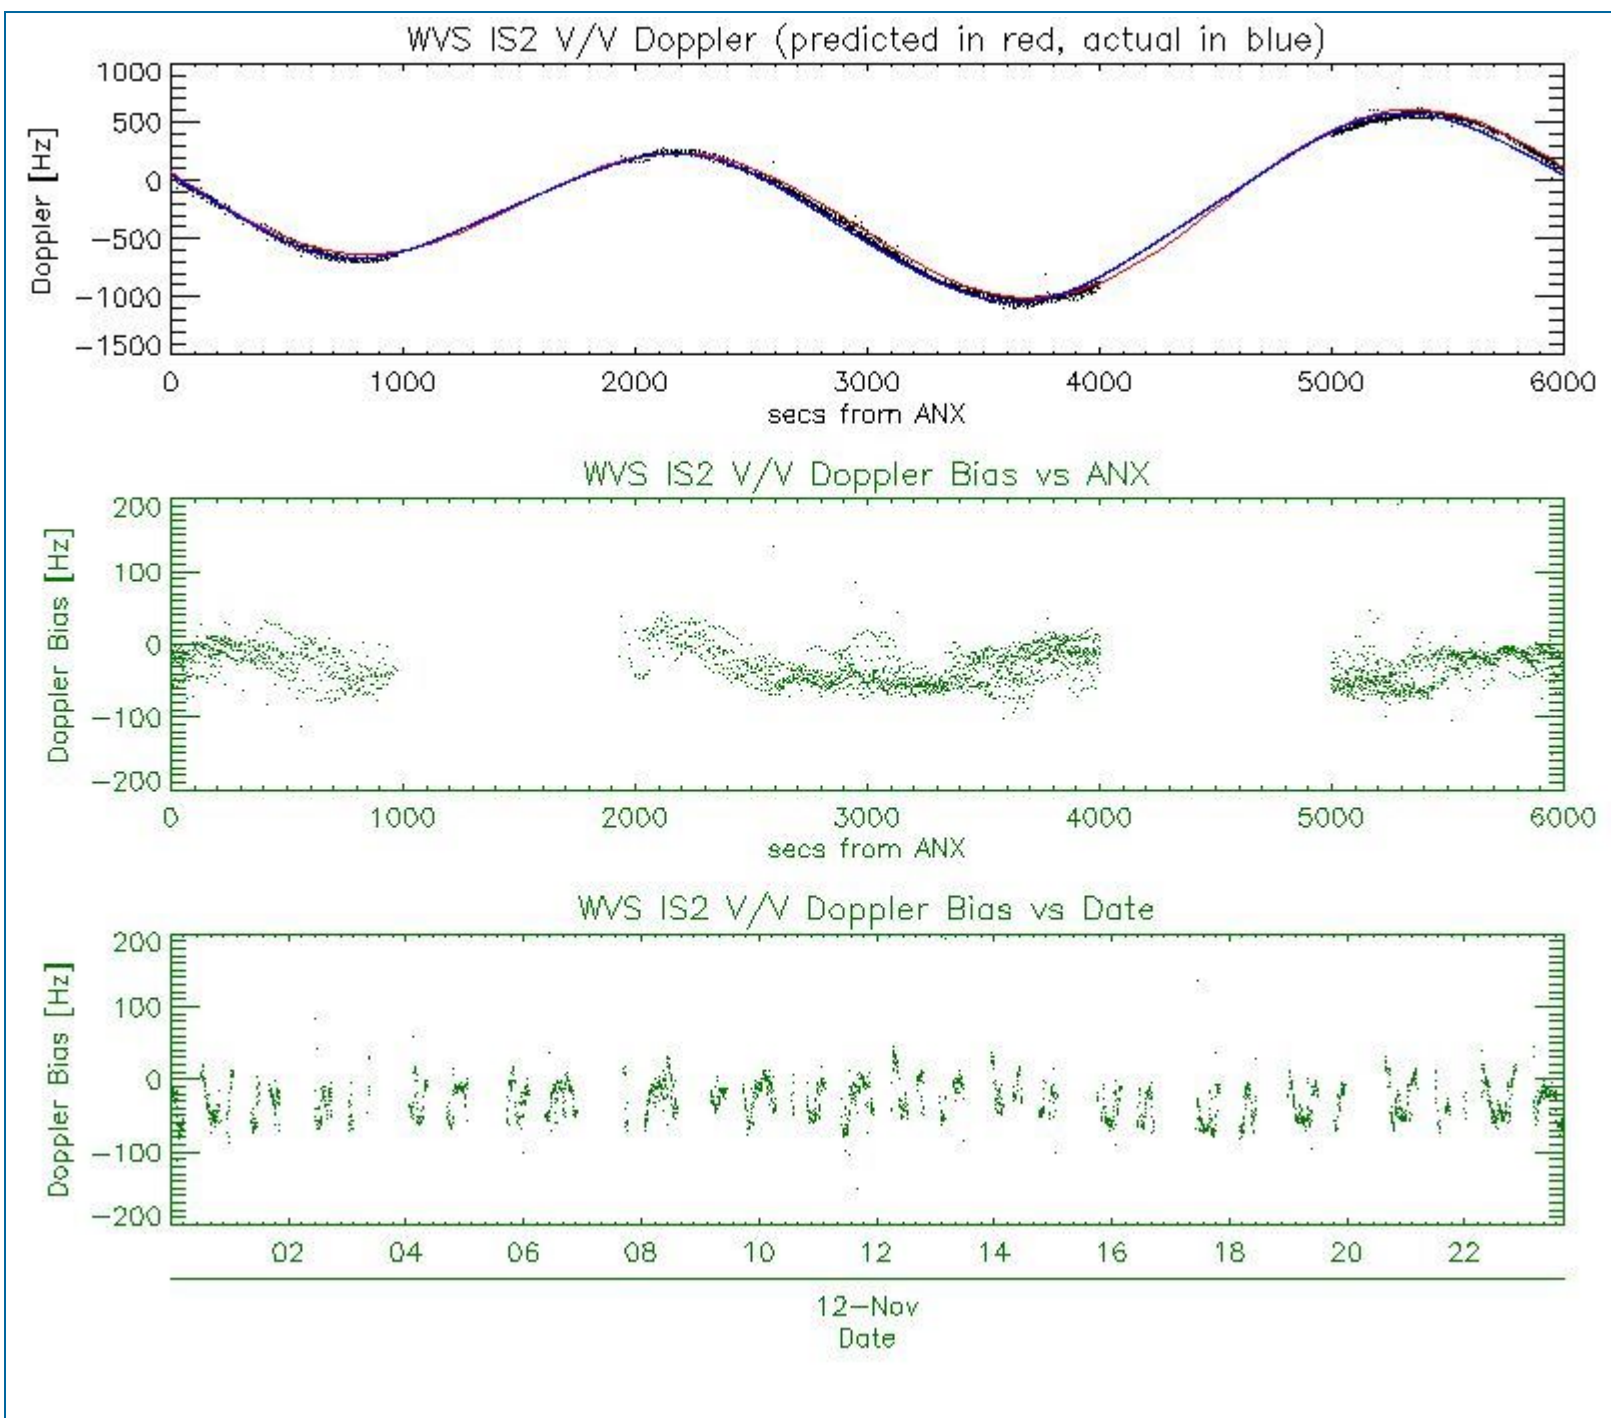 WVS IS2 V/V Doppler (predicted in red, actual in blue)
1000
500
0
−500
−1000
−1500
Doppler [Hz]
0 1000 2000 3000 4000 5000 6000
secs from ANX
WVS IS2 V/V Doppler Bias vs ANX
200
100
0
−100
−200
Doppler Bias [Hz]
0 1000 2000 3000 4000 5000 6000
secs from ANX
WVS IS2 V/V Doppler Bias vs Date
200
100
0
−100
−200
Doppler Bias [Hz]
02 04 06 08 10 12 14 16 18 20 22
12−Nov
Date